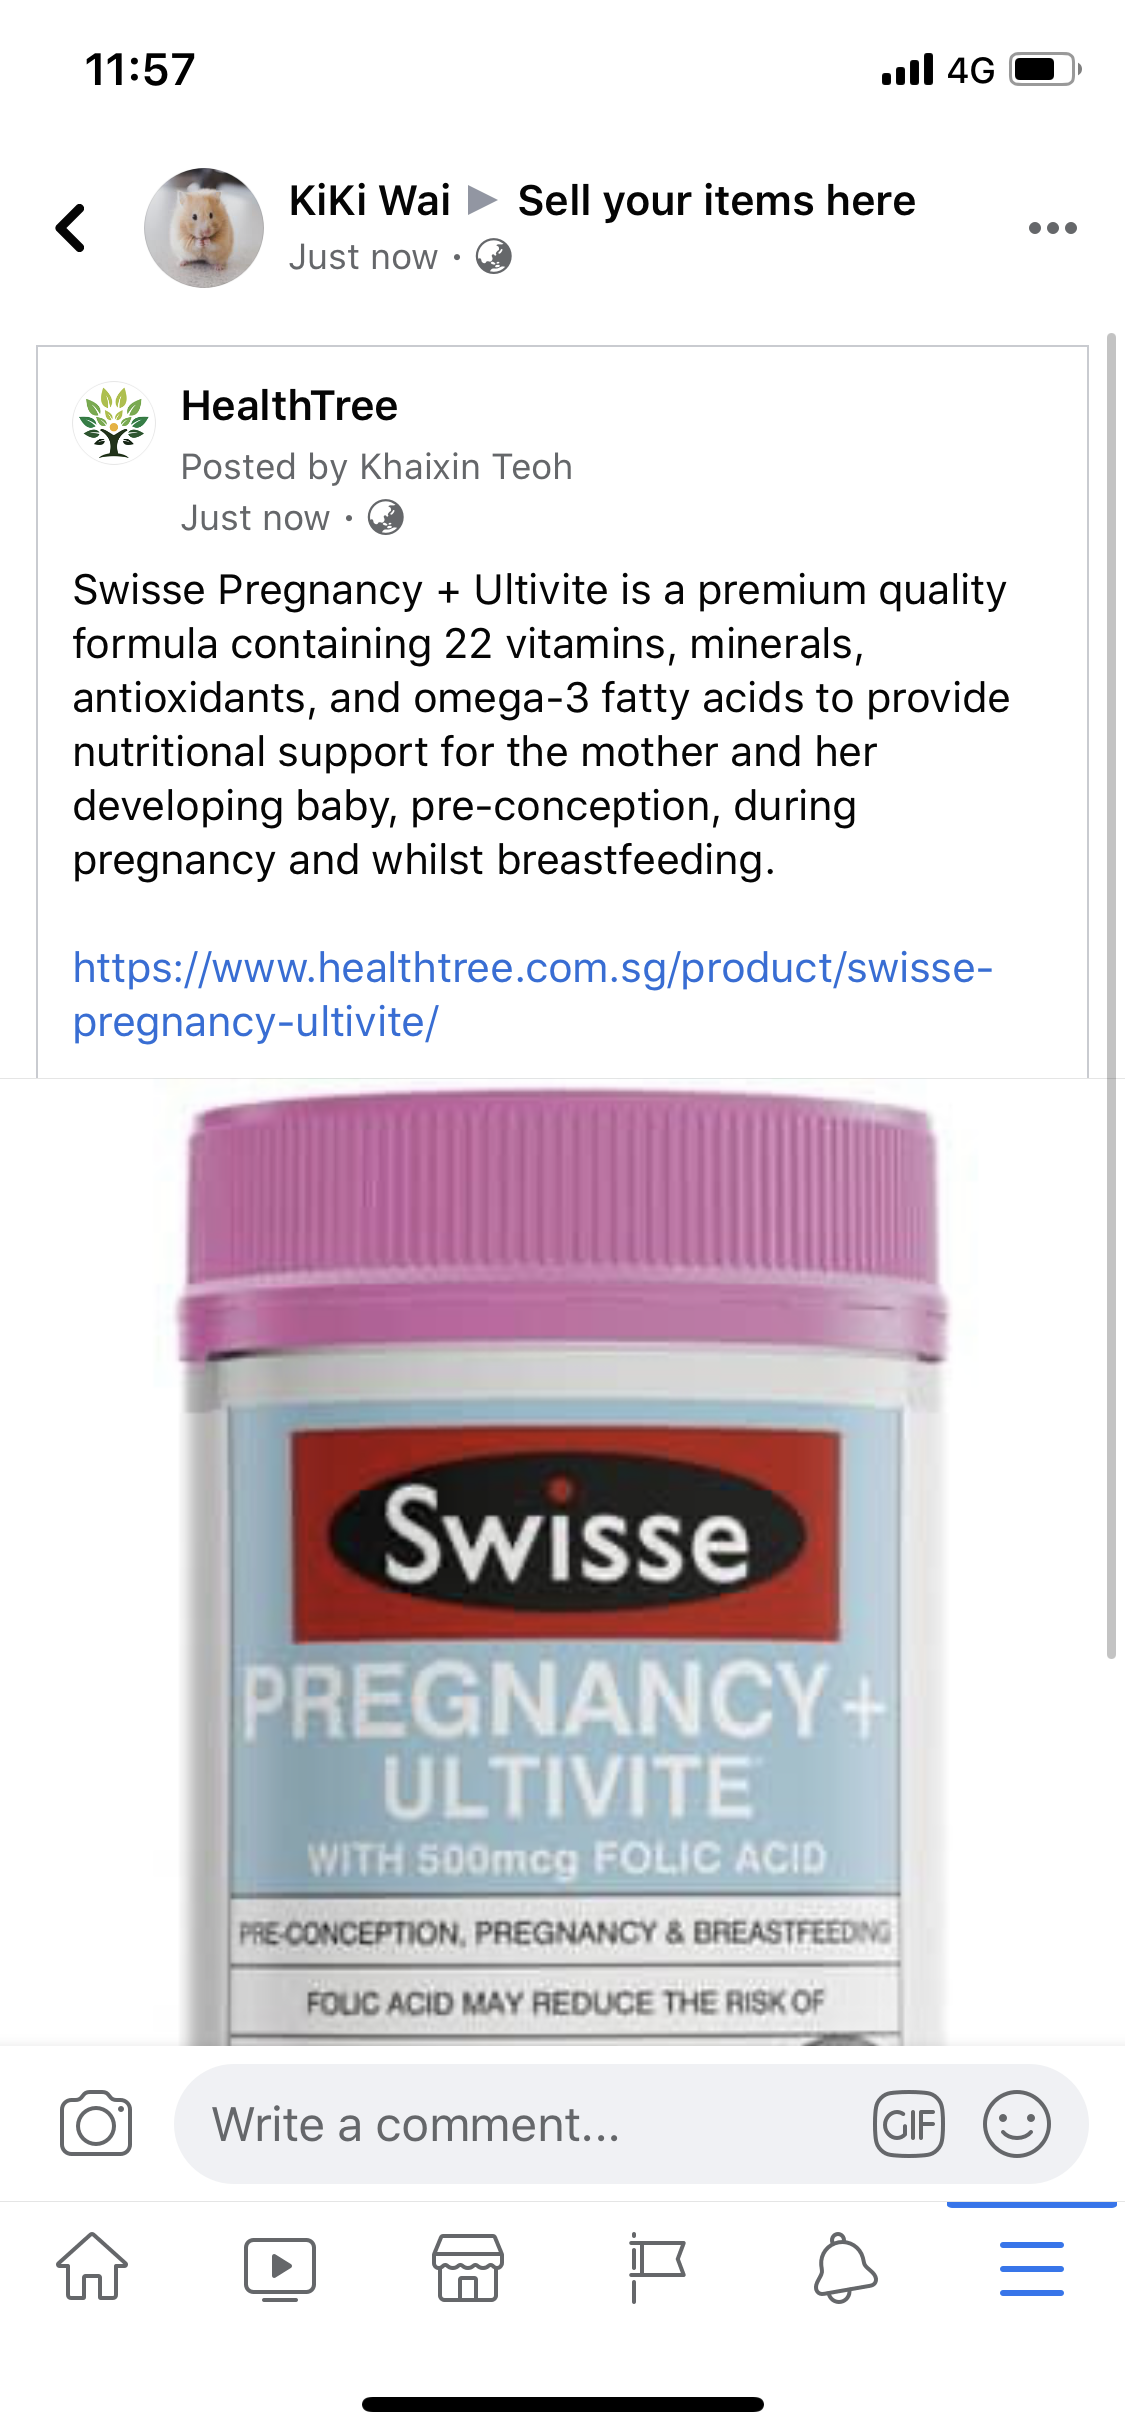 11:57
4G
KiKi Wai ▶ Sell your items here
Just now ·
HealthTree
Posted by Khaixin Teoh
Just now ·
Swisse Pregnancy + Ultivite is a premium quality
formula containing 22 vitamins, minerals,
antioxidants, and omega-3 fatty acids to provide
nutritional support for the mother and her
developing baby, pre-conception, during
pregnancy and whilst breastfeeding.
https://www.healthtree.com.sg/product/swisse-
pregnancy-ultivite/
Swisse
PREGNANCY+
ULTIVITE
WITH 500mcg FOLIC ACID
PRE-CONCEPTION, PREGNANCY & BREASTFEEDING
FOLIC ACID MAY REDUCE THE RISK OF
Write a comment...
GIF